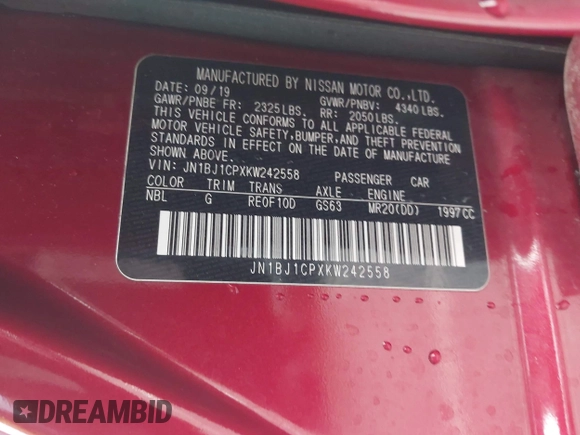 MANUFACTURED BY NISSAN MOTOR CO.,LTD.
DATE: 09/19 GVWR/PNBV: 4340LBS.
GAWR/PNBE FR: 2325LBS. RR: 2050LBS.
THIS VEHICLE CONFORMS TO ALL APPLICABLE FEDERAL
MOTOR VEHICLE SAFETY,BUMPER,AND THEFT PREVENTION
STANDARDS IN EFFECT ON THE DATE OF MANUFACTURE
SHOWN ABOVE.
VIN: JN1BJ1CPXKW242558 PASSENGER CAR
COLOR TRIM TRANS AXLE ENGINE
NBL G RE0F10D GS63 MR20(DD) 1997CC
JN1BJ1CPXKW242558
DREAMBID